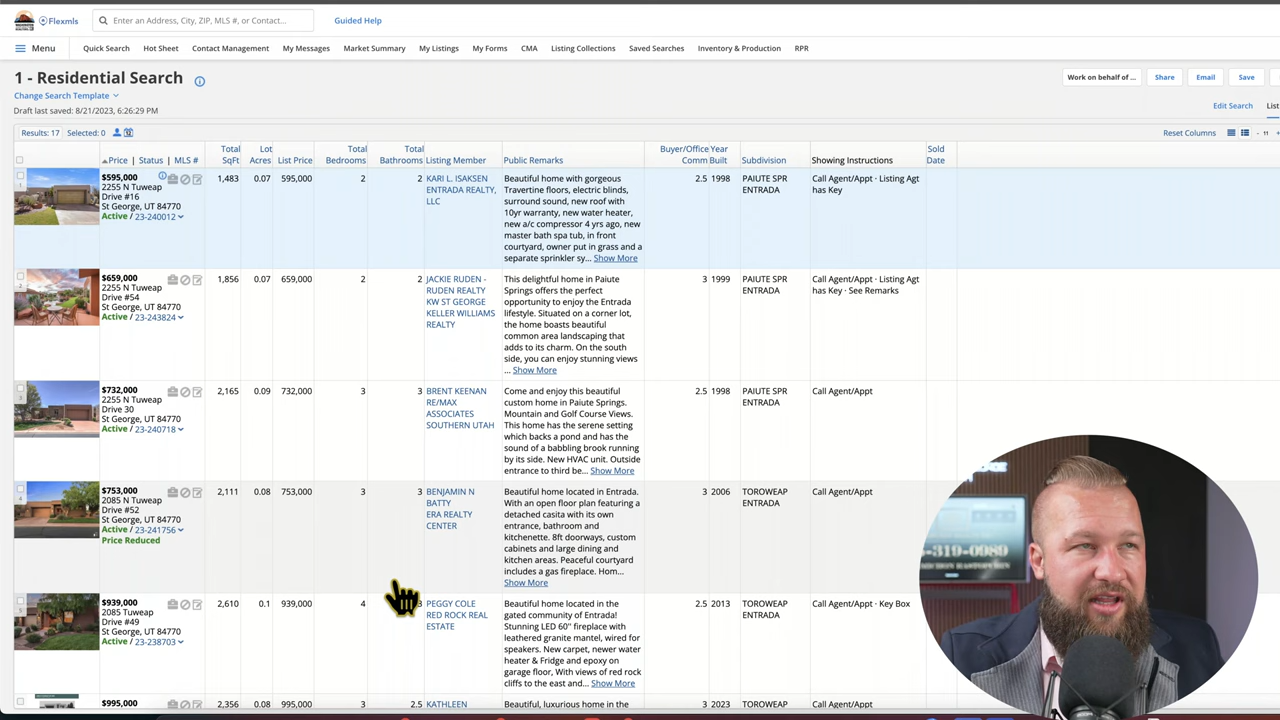 Flexmls
Enter an Address, City, ZIP, MLS #, or Contact...
Guided Help
Menu
Quick Search
Hot Sheet
Contact Management
My Messages
Market Summary
My Listings
My Forms
CMA
Listing Collections
Saved Searches
Inventory & Production
RPR
1 - Residential Search
Work on behalf of ...
Share
Email
Save
Change Search Template
Draft last saved: 8/21/2023, 6:26:29 PM
Edit Search
List
Results: 17
Selected: 0
Reset Columns
Price | Status | MLS #
Total SqFt
Lot Acres
List Price
Total Bedrooms
Total Bathrooms
Listing Member
Public Remarks
Buyer/Office Comm
Year Built
Subdivision
Showing Instructions
Sold Date
1
$595,000
2255 N Tuweap
Drive #16
St George, UT 84770
Active / 23-240012
1,483
0.07
595,000
2
2
KARI L. ISAKSEN
ENTRADA REALTY,
LLC
Beautiful home with gorgeous
Travertine floors, electric blinds,
surround sound, new roof with
10yr warranty, new water heater,
new a/c compressor 4 yrs ago, new
master bath spa tub, in front
courtyard, owner put in grass and a
separate sprinkler sy... Show More
2.5
1998
PAIUTE SPR
ENTRADA
Call Agent/Appt · Listing Agt
has Key
2
$659,000
2255 N Tuweap
Drive #54
St George, UT 84770
Active / 23-243824
1,856
0.07
659,000
2
2
JACKIE RUDEN -
RUDEN REALTY
KW ST GEORGE
KELLER WILLIAMS
REALTY
This delightful home in Paiute
Springs offers the perfect
opportunity to enjoy the Entrada
lifestyle. Situated on a corner lot,
the home boasts beautiful
common area landscaping that
adds to its charm. On the south
side, you can enjoy stunning views
... Show More
3
1999
PAIUTE SPR
ENTRADA
Call Agent/Appt · Listing Agt
has Key · See Remarks
3
$732,000
2255 N Tuweap
Drive 30
St George, UT 84770
Active / 23-240718
2,165
0.09
732,000
3
3
BRENT KEENAN
RE/MAX
ASSOCIATES
SOUTHERN UTAH
Come and enjoy this beautiful
custom home in Paiute Springs.
Mountain and Golf Course Views.
This home has the serene setting
which backs a pond and has the
sound of a babbling brook running
by its side. New HVAC unit. Outside
entrance to third be... Show More
2.5
1998
PAIUTE SPR
ENTRADA
Call Agent/Appt
4
$753,000
2085 N Tuweap
Drive #52
St George, UT 84770
Active / 23-241756
Price Reduced
2,111
0.08
753,000
3
3
BENJAMIN N
BATTY
ERA REALTY
CENTER
Beautiful home located in Entrada.
With an open floor plan featuring a
detached casita with its own
entrance, bathroom and
kitchenette. 8ft doorways, custom
cabinets and large dining and
kitchen areas. Peaceful courtyard
includes a gas fireplace. Hom...
Show More
3
2006
TOROWEAP
ENTRADA
Call Agent/Appt
$939,000
2085 Tuweap
Drive #49
St George, UT 84770
Active / 23-238703
2,610
0.1
939,000
4
PEGGY COLE
RED ROCK REAL
ESTATE
Beautiful home located in the
gated community of Entrada!
Stunning LED 60" fireplace with
leathered granite mantel, wired for
speakers. New carpet, newer water
heater & Fridge and epoxy on
garage floor, With views of red rock
cliffs to the east and... Show More
2.5
2013
TOROWEAP
ENTRADA
Call Agent/Appt · Key Box
$995,000
2,356
0.08
995,000
3
2.5
KATHLEEN
Beautiful, luxurious home in the
3
2023
TOROWEAP
Call Agent/Appt
-319-0980